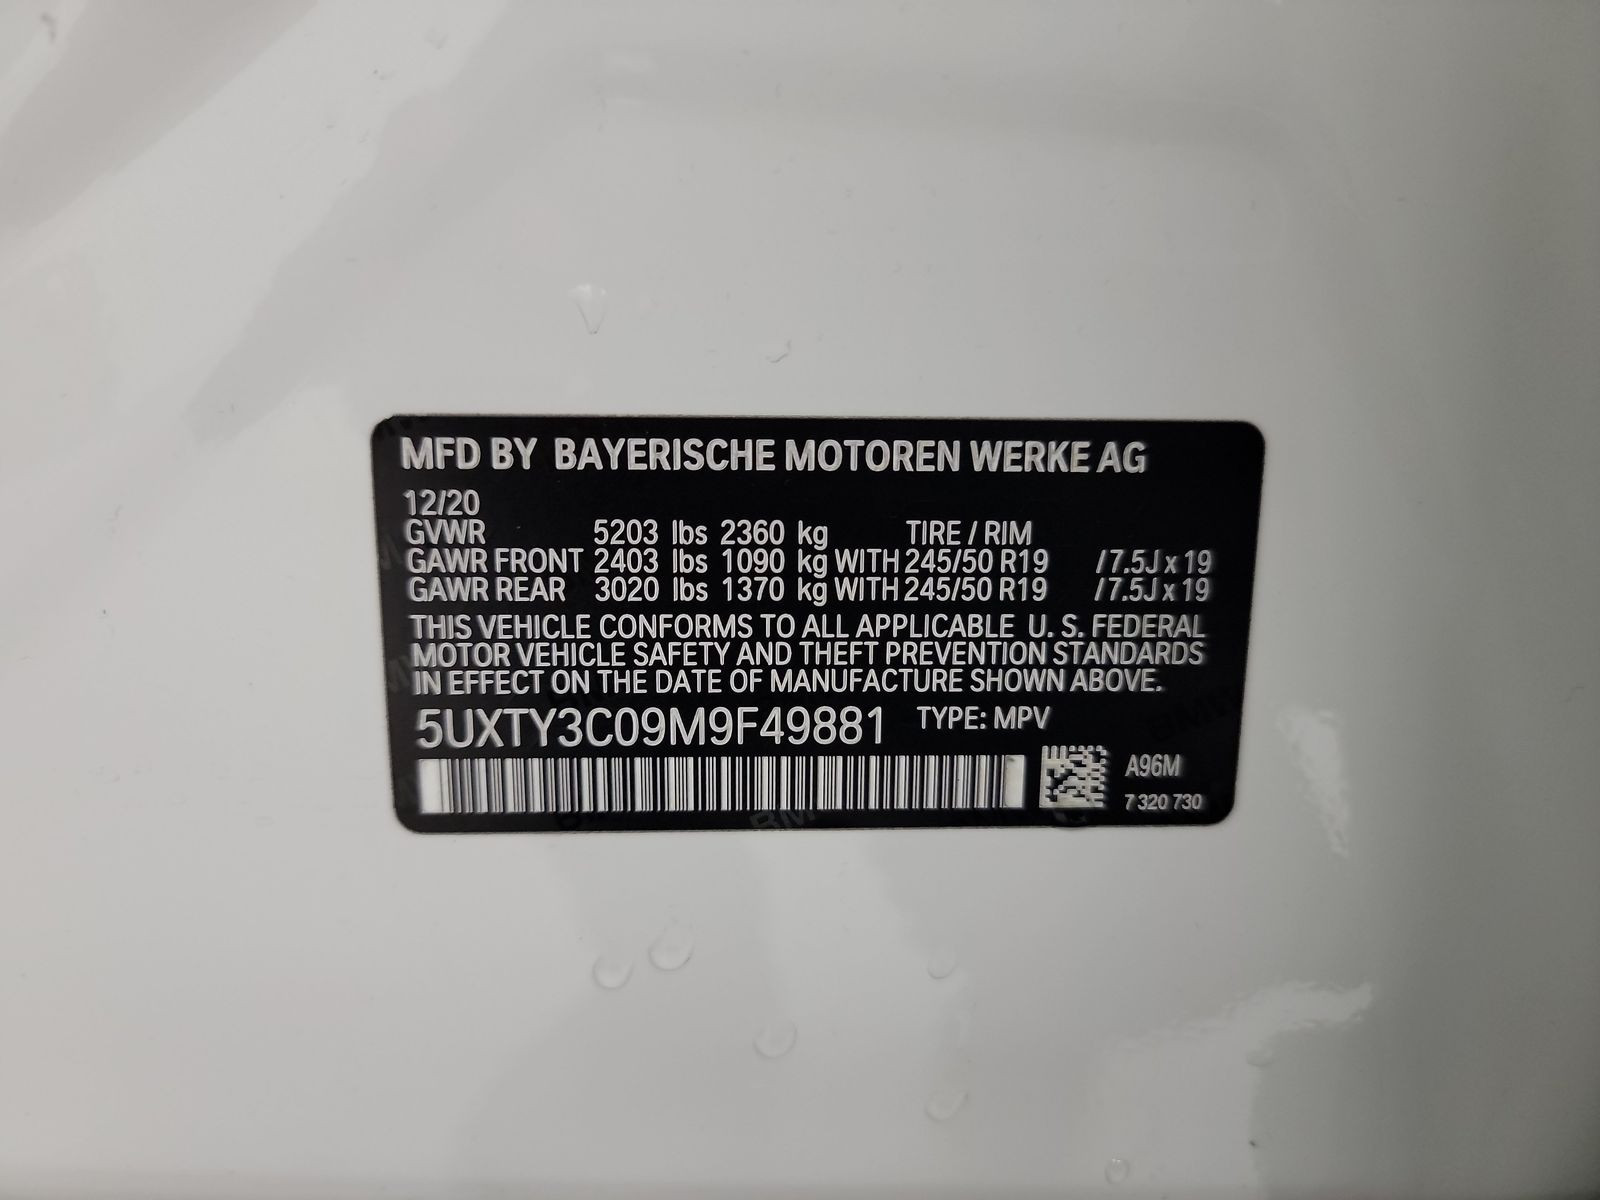 MFD BY BAYERISCHE MOTOREN WERKE AG
12/20
GVWR 5203 lbs 2360 kg TIRE / RIM
GAWR FRONT 2403 lbs 1090 kg WITH 245/50 R19 /7.5J x 19
GAWR REAR 3020 lbs 1370 kg WITH 245/50 R19 /7.5J x 19
THIS VEHICLE CONFORMS TO ALL APPLICABLE U. S. FEDERAL
MOTOR VEHICLE SAFETY AND THEFT PREVENTION STANDARDS
IN EFFECT ON THE DATE OF MANUFACTURE SHOWN ABOVE.
5UXTY3C09M9F49881 TYPE: MPV
A96M
7 320 730